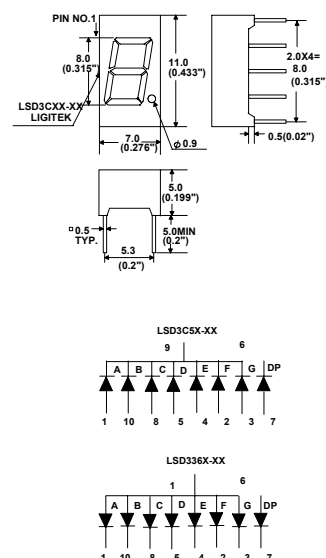 PIN NO.1
8.0
(0.315")
11.0
(0.433")
LSD3CXX-XX
LIGITEK
7.0
(0.276")
ϕ0.9
2.0X4=
8.0
(0.315")
0.5(0.02")
5.0
(0.199")
□0.5
TYP.
5.0MIN
(0.2")
5.3
(0.2")
LSD3C5X-XX
9 6
A B C D E F G DP
1 10 8 5 4 2 3 7
LSD336X-XX
1 6
A B C D E F G DP
1 10 8 5 4 2 3 7